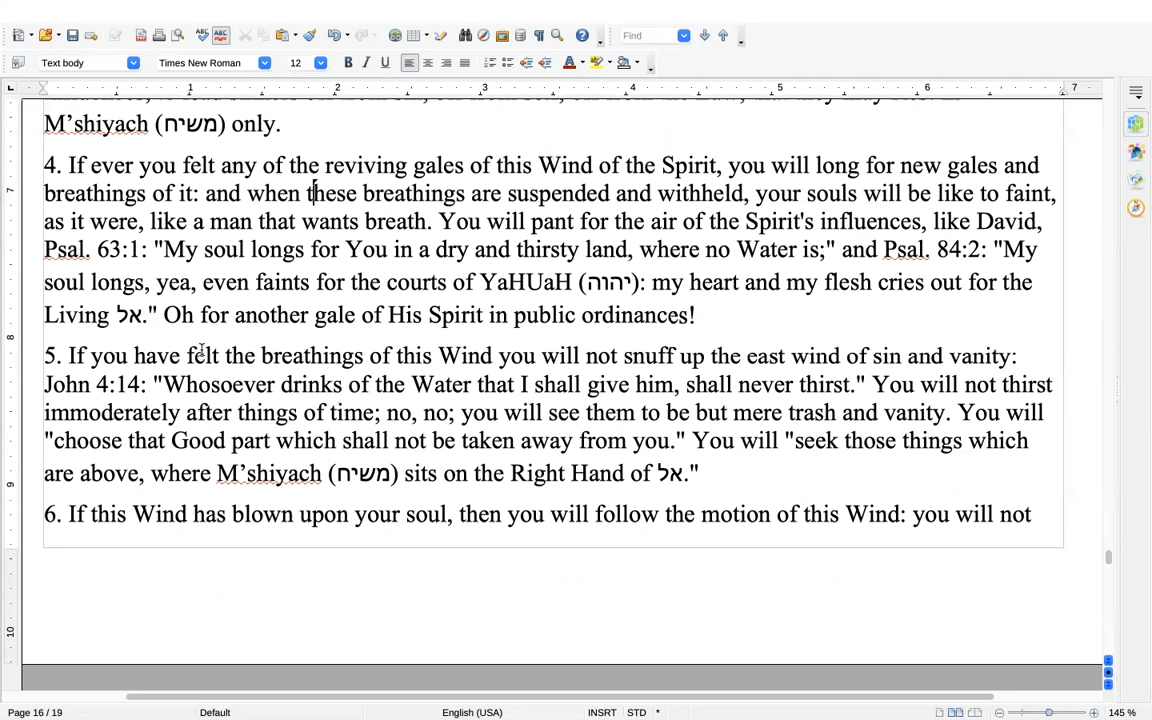 Find
Text body
Times New Roman
12
B I U
1 2 3 4 5 6 7
M’shiyach (משיח) only.
4. If ever you felt any of the reviving gales of this Wind of the Spirit, you will long for new gales and
breathings of it: and when these breathings are suspended and withheld, your souls will be like to faint,
as it were, like a man that wants breath. You will pant for the air of the Spirit's influences, like David,
Psal. 63:1: "My soul longs for You in a dry and thirsty land, where no Water is;" and Psal. 84:2: "My
soul longs, yea, even faints for the courts of YaHUaH (יהוה): my heart and my flesh cries out for the
Living אל." Oh for another gale of His Spirit in public ordinances!
5. If you have felt the breathings of this Wind you will not snuff up the east wind of sin and vanity:
John 4:14: "Whosoever drinks of the Water that I shall give him, shall never thirst." You will not thirst
immoderately after things of time; no, no; you will see them to be but mere trash and vanity. You will
"choose that Good part which shall not be taken away from you." You will "seek those things which
are above, where M’shiyach (משיח) sits on the Right Hand of אל."
6. If this Wind has blown upon your soul, then you will follow the motion of this Wind: you will not
7
8
9
10
Page 16 / 19
Default
English (USA)
INSRT
STD
*
145 %